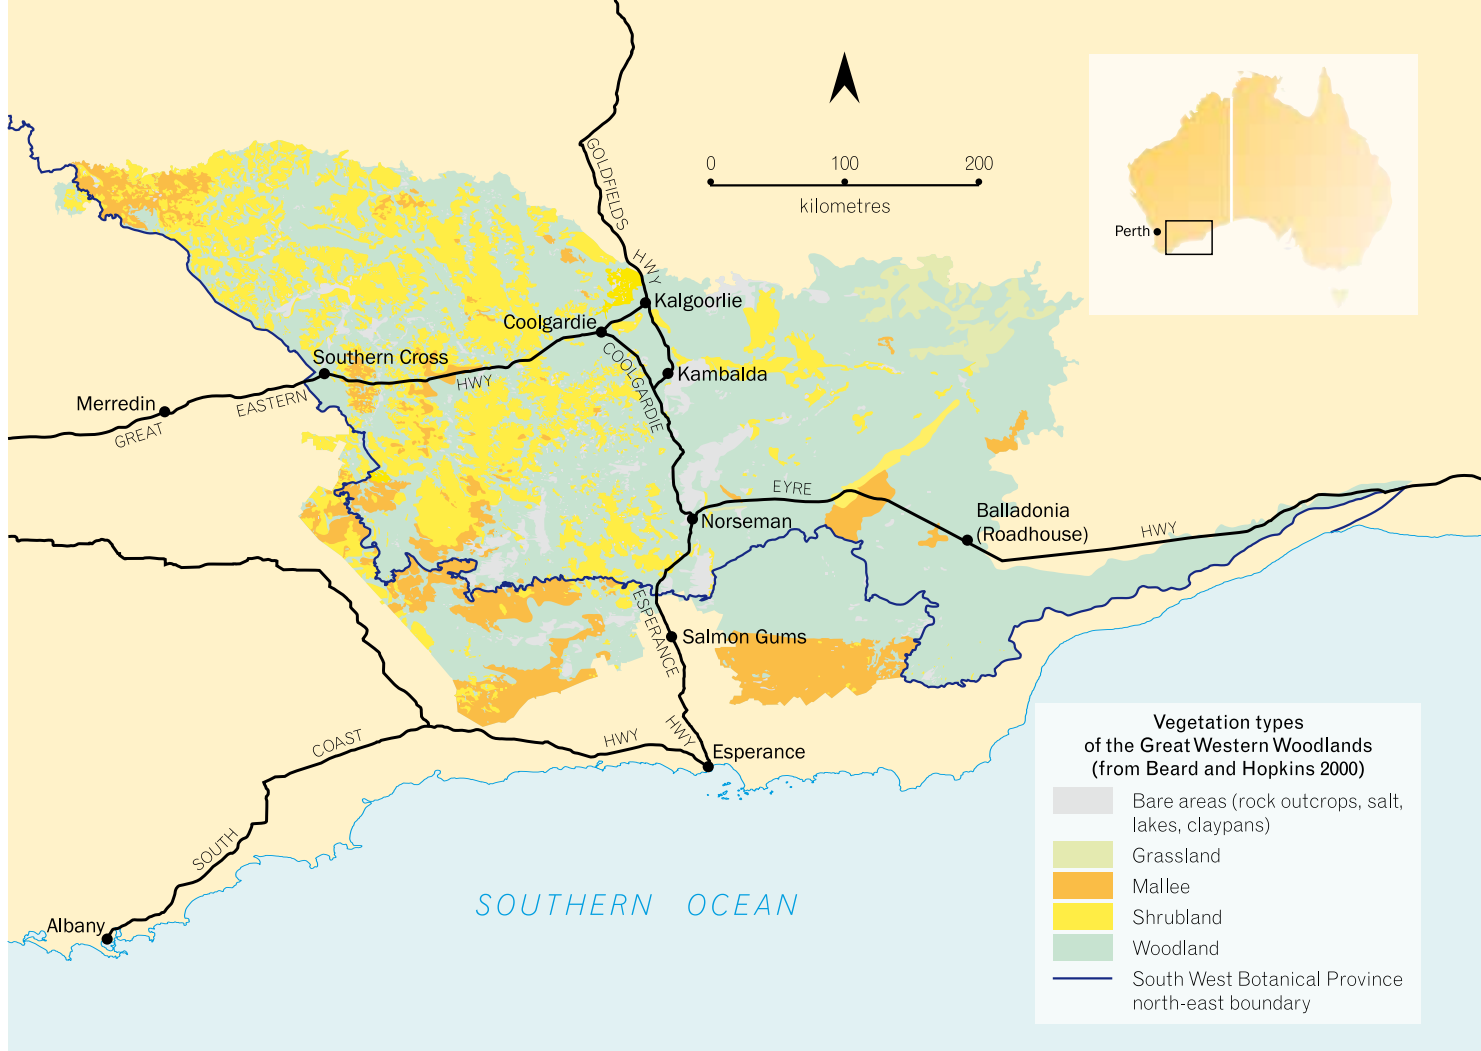 GOLDFIELDS
HWY
0 100 200
kilometres
Perth
Kalgoorlie
Coolgardie
COOLGARDIE
Southern Cross
Kambalda
HWY
EASTERN
Merredin
GREAT
EYRE
Norseman
Balladonia
(Roadhouse)
HWY
ESPERANCE
Salmon Gums
HWY
COAST
HWY
Esperance
SOUTH
Albany
SOUTHERN OCEAN
Vegetation types
of the Great Western Woodlands
(from Beard and Hopkins 2000)
Bare areas (rock outcrops, salt,
lakes, claypans)
Grassland
Mallee
Shrubland
Woodland
South West Botanical Province
north-east boundary